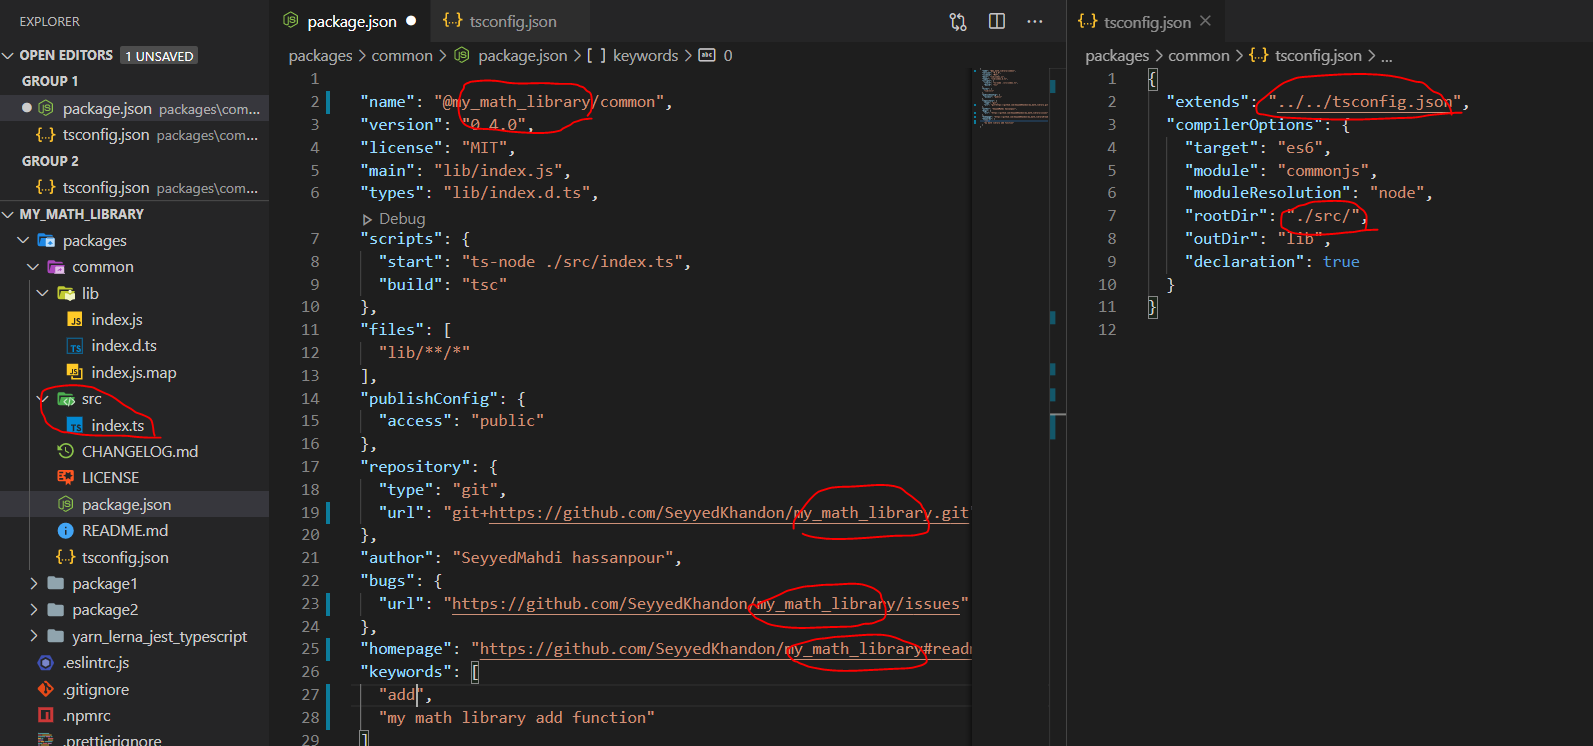 EXPLORER
OPEN EDITORS 1 UNSAVED
GROUP 1
package.json packages\com...
tsconfig.json packages\com...
GROUP 2
tsconfig.json packages\com...
MY_MATH_LIBRARY
packages
common
lib
index.js
index.d.ts
index.js.map
src
index.ts
CHANGELOG.md
LICENSE
package.json
README.md
tsconfig.json
package1
package2
yarn_lerna_jest_typescript
.eslintrc.js
.gitignore
.npmrc
.prettierignore
package.json
tsconfig.json
packages > common > package.json > [ ] keywords > abc 0
1
2 "name": "@my_math_library/common",
3 "version": "0.4.0",
4 "license": "MIT",
5 "main": "lib/index.js",
6 "types": "lib/index.d.ts",
Debug
7 "scripts": {
8 "start": "ts-node ./src/index.ts",
9 "build": "tsc"
10 },
11 "files": [
12 "lib/**/*"
13 ],
14 "publishConfig": {
15 "access": "public"
16 },
17 "repository": {
18 "type": "git",
19 "url": "git+https://github.com/SeyyedKhandon/my_math_library.git"
20 },
21 "author": "SeyyedMahdi hassanpour",
22 "bugs": {
23 "url": "https://github.com/SeyyedKhandon/my_math_library/issues"
24 },
25 "homepage": "https://github.com/SeyyedKhandon/my_math_library#readm
26 "keywords": [
27 "add",
28 "my math library add function"
29 ]
tsconfig.json
packages > common > {..} tsconfig.json > ...
1 {
2 "extends": "../../tsconfig.json",
3 "compilerOptions": {
4 "target": "es6",
5 "module": "commonjs",
6 "moduleResolution": "node",
7 "rootDir": "./src/",
8 "outDir": "lib",
9 "declaration": true
10 }
11 }
12